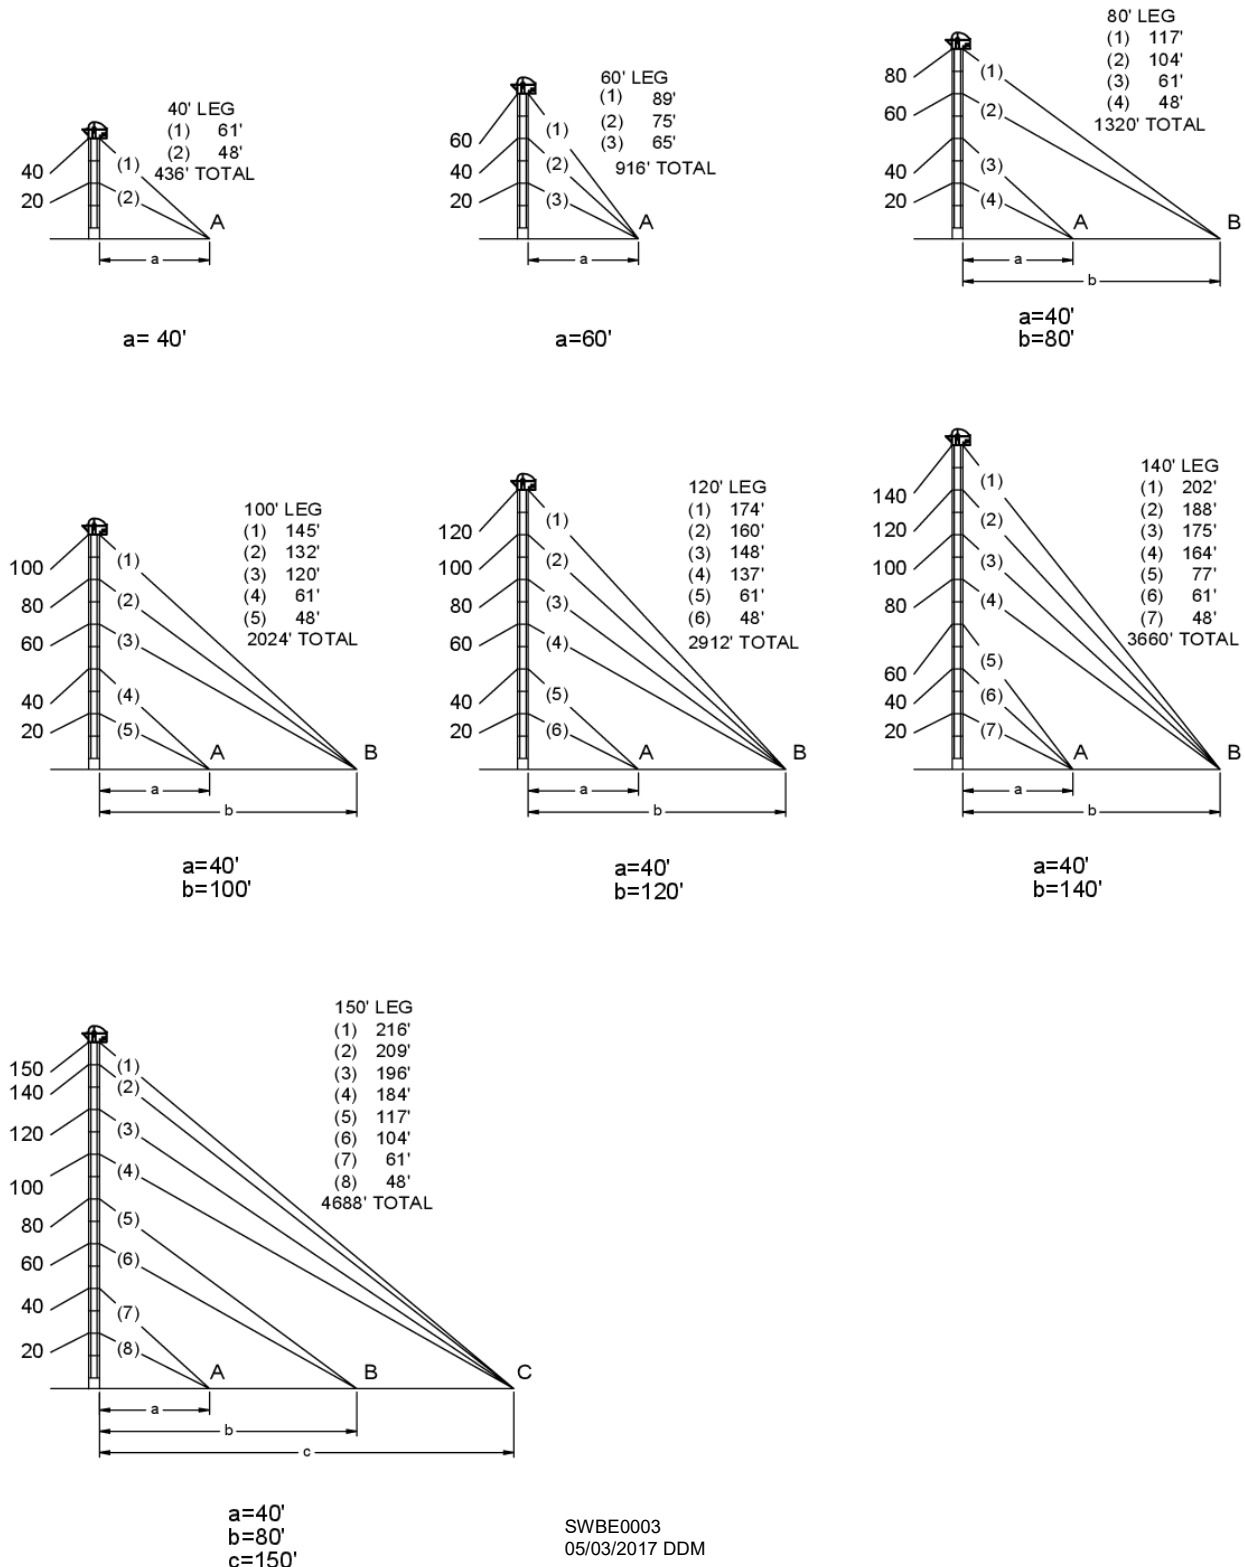 40' LEG
(1) 61'
(2) 48'
436' TOTAL
40
20
(1)
(2)
A
a
a= 40'
60' LEG
(1) 89'
(2) 75'
(3) 65'
916' TOTAL
60
40
20
(1)
(2)
(3)
A
a
a=60'
80' LEG
(1) 117'
(2) 104'
(3) 61'
(4) 48'
1320' TOTAL
80
60
40
20
(1)
(2)
(3)
(4)
A
B
a
b
a=40'
b=80'
100' LEG
(1) 145'
(2) 132'
(3) 120'
(4) 61'
(5) 48'
2024' TOTAL
100
80
60
40
20
(1)
(2)
(3)
(4)
(5)
A
B
a
b
a=40'
b=100'
120' LEG
(1) 174'
(2) 160'
(3) 148'
(4) 137'
(5) 61'
(6) 48'
2912' TOTAL
120
100
80
60
40
20
(1)
(2)
(3)
(4)
(5)
(6)
A
B
a
b
a=40'
b=120'
140' LEG
(1) 202'
(2) 188'
(3) 175'
(4) 164'
(5) 77'
(6) 61'
(7) 48'
3660' TOTAL
140
120
100
80
60
40
20
(1)
(2)
(3)
(4)
(5)
(6)
(7)
A
B
a
b
a=40'
b=140'
150' LEG
(1) 216'
(2) 209'
(3) 196'
(4) 184'
(5) 117'
(6) 104'
(7) 61'
(8) 48'
4688' TOTAL
150
140
120
100
80
60
40
20
(1)
(2)
(3)
(4)
(5)
(6)
(7)
(8)
A
B
C
a
b
c
a=40'
b=80'
c=150'
SWBE0003
05/03/2017 DDM